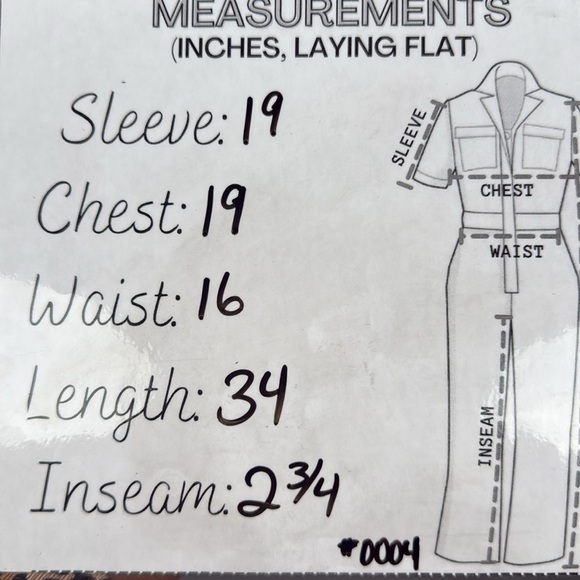 MEASUREMENTS
(INCHES, LAYING FLAT)
Sleeve: 19
Chest: 19
Waist: 16
Length: 34
Inseam: 2 3/4
#0004
SLEEVE
CHEST
WAIST
INSEAM